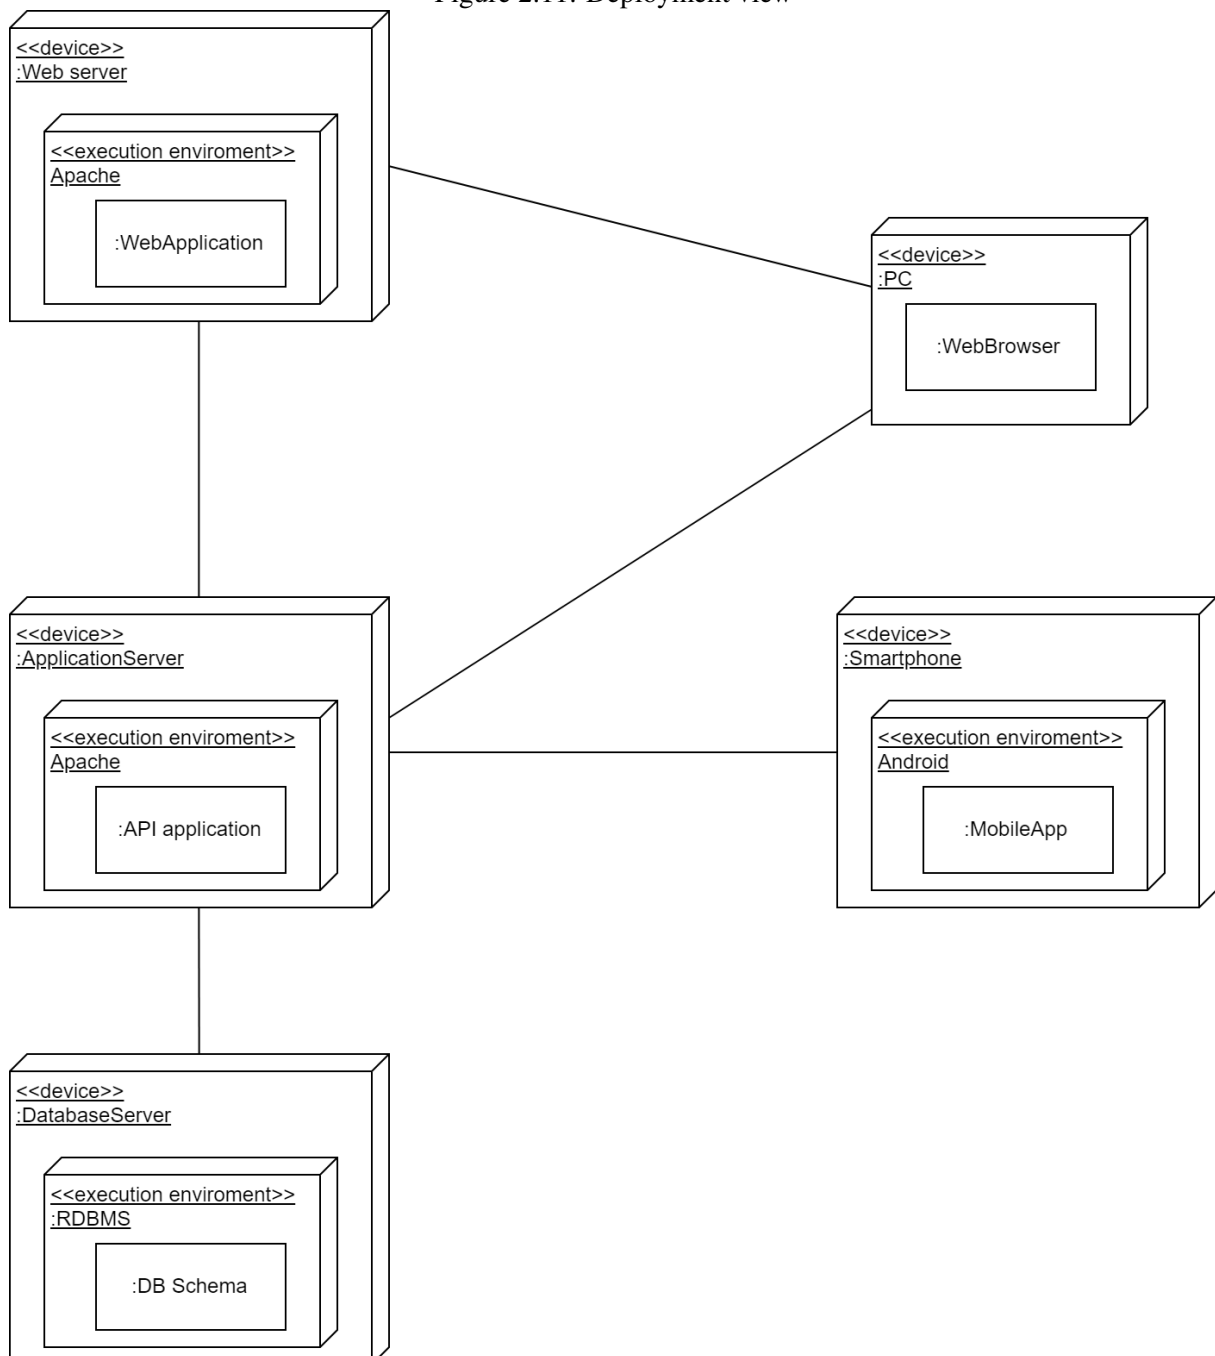 Figure 2.11: Deployment view
<<device>>
:Web server
<<execution enviroment>>
Apache
:WebApplication
<<device>>
:PC
:WebBrowser
<<device>>
:ApplicationServer
<<execution enviroment>>
Apache
:API application
<<device>>
:Smartphone
<<execution enviroment>>
Android
:MobileApp
<<device>>
:DatabaseServer
<<execution enviroment>>
:RDBMS
:DB Schema